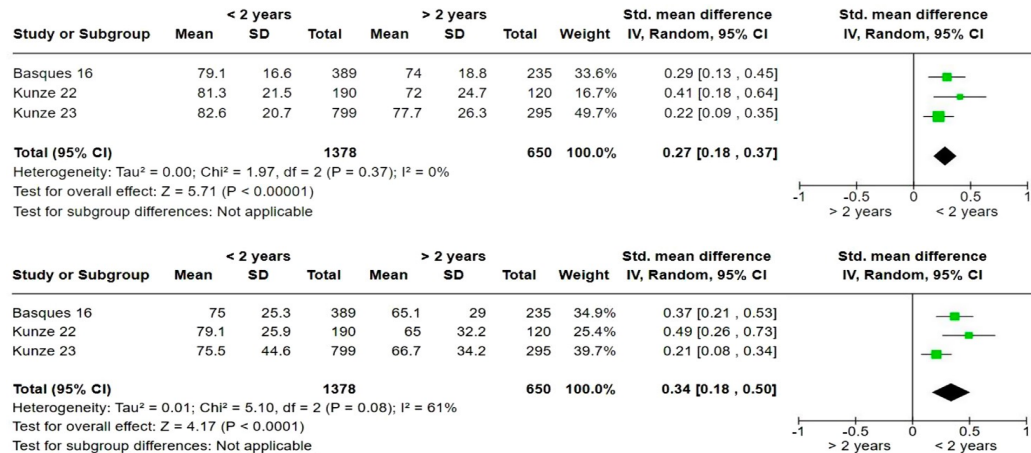 < 2 years > 2 years Std. mean difference Std. mean difference
Study or Subgroup Mean SD Total Mean SD Total Weight IV, Random, 95% CI IV, Random, 95% CI
Basques 16 79.1 16.6 389 74 18.8 235 33.6% 0.29 [0.13 , 0.45]
Kunze 22 81.3 21.5 190 72 24.7 120 16.7% 0.41 [0.18 , 0.64]
Kunze 23 82.6 20.7 799 77.7 26.3 295 49.7% 0.22 [0.09 , 0.35]
Total (95% CI) 1378 650 100.0% 0.27 [0.18 , 0.37]
Heterogeneity: Tau² = 0.00; Chi² = 1.97, df = 2 (P = 0.37); I² = 0%
Test for overall effect: Z = 5.71 (P < 0.00001)
-1 -0.5 0 0.5 1
Test for subgroup differences: Not applicable > 2 years < 2 years
< 2 years > 2 years Std. mean difference Std. mean difference
Study or Subgroup Mean SD Total Mean SD Total Weight IV, Random, 95% CI IV, Random, 95% CI
Basques 16 75 25.3 389 65.1 29 235 34.9% 0.37 [0.21 , 0.53]
Kunze 22 79.1 25.9 190 65 32.2 120 25.4% 0.49 [0.26 , 0.73]
Kunze 23 75.5 44.6 799 66.7 34.2 295 39.7% 0.21 [0.08 , 0.34]
Total (95% CI) 1378 650 100.0% 0.34 [0.18 , 0.50]
Heterogeneity: Tau² = 0.01; Chi² = 5.10, df = 2 (P = 0.08); I² = 61%
Test for overall effect: Z = 4.17 (P < 0.0001)
-1 -0.5 0 0.5 1
Test for subgroup differences: Not applicable > 2 years < 2 years